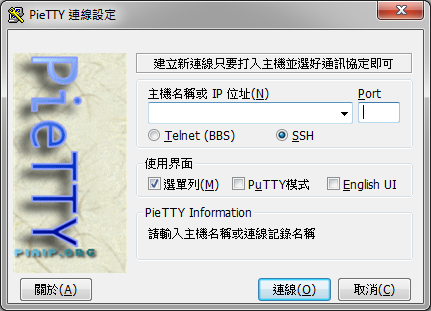 PieTTY 連線設定
PieTTY
PIAIP.ORG
建立新連線只要打入主機並選好通訊協定即可
主機名稱或 IP 位址(N)
Port
Telnet (BBS)
SSH
使用界面
選單列(M)
PuTTY模式
English UI
PieTTY Information
請輸入主機名稱或連線記錄名稱
關於(A)
連線(O)
取消(C)